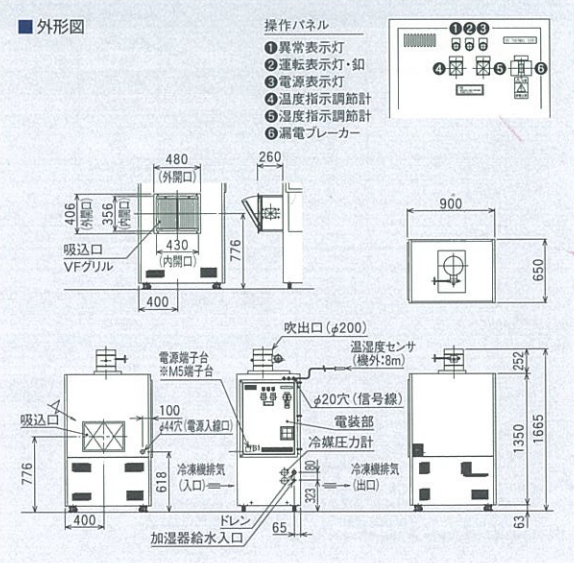 ■外形図
操作パネル
❶異常表示灯
❷運転表示灯・釦
❸電源表示灯
❹温度指示調節計
❺湿度指示調節計
❻漏電ブレーカー
❶❷❸
❹ ❺ ❻
480
(外開口)
260
406
(外開口)
356
(内開口)
430
(内開口)
吸込口
VFグリル
776
400
900
650
吹出口(φ200)
温湿度センサ
(機外:8m)
電源端子台
※M5端子台
φ20穴(信号線)
252
吸込口
100
φ44穴(電源入線口)
TB1
電装部
冷媒圧力計
1350
1665
776
618
冷凍機排気
(入口)
80
323
冷凍機排気
(出口)
400
ドレン
65
63
加湿器給水入口